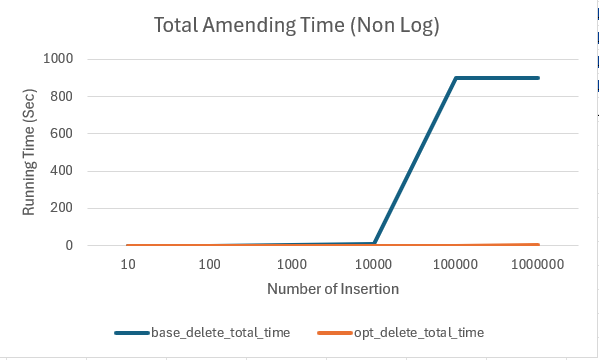 Total Amending Time (Non Log)
Running Time (Sec)
1000
800
600
400
200
0
10 100 1000 10000 100000 1000000
Number of Insertion
base_delete_total_time opt_delete_total_time